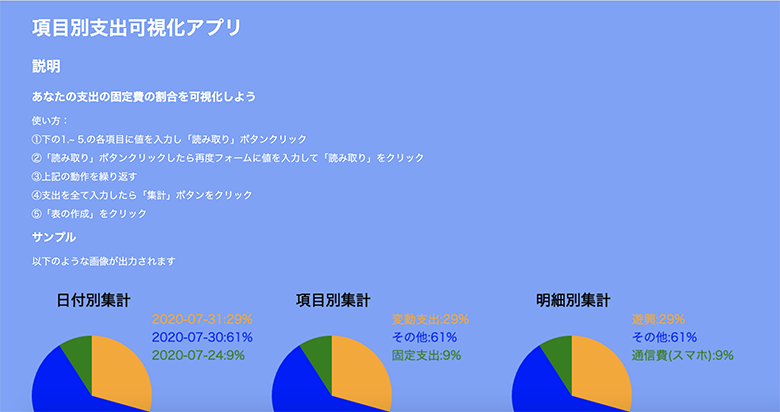 項目別支出可視化アプリ
説明
あなたの支出の固定費の割合を可視化しよう
使い方：
①下の1.~ 5.の各項目に値を入力し「読み取り」ボタンクリック
②「読み取り」ボタンクリックしたら再度フォームに値を入力して「読み取り」をクリック
③上記の動作を繰り返す
④支出を全て入力したら「集計」ボタンをクリック
⑤「表の作成」をクリック
サンプル
以下のような画像が出力されます
日付別集計
2020-07-31:29%
2020-07-30:61%
2020-07-24:9%
項目別集計
変動支出:29%
その他:61%
固定支出:9%
明細別集計
遊興:29%
その他:61%
通信費(スマホ):9%